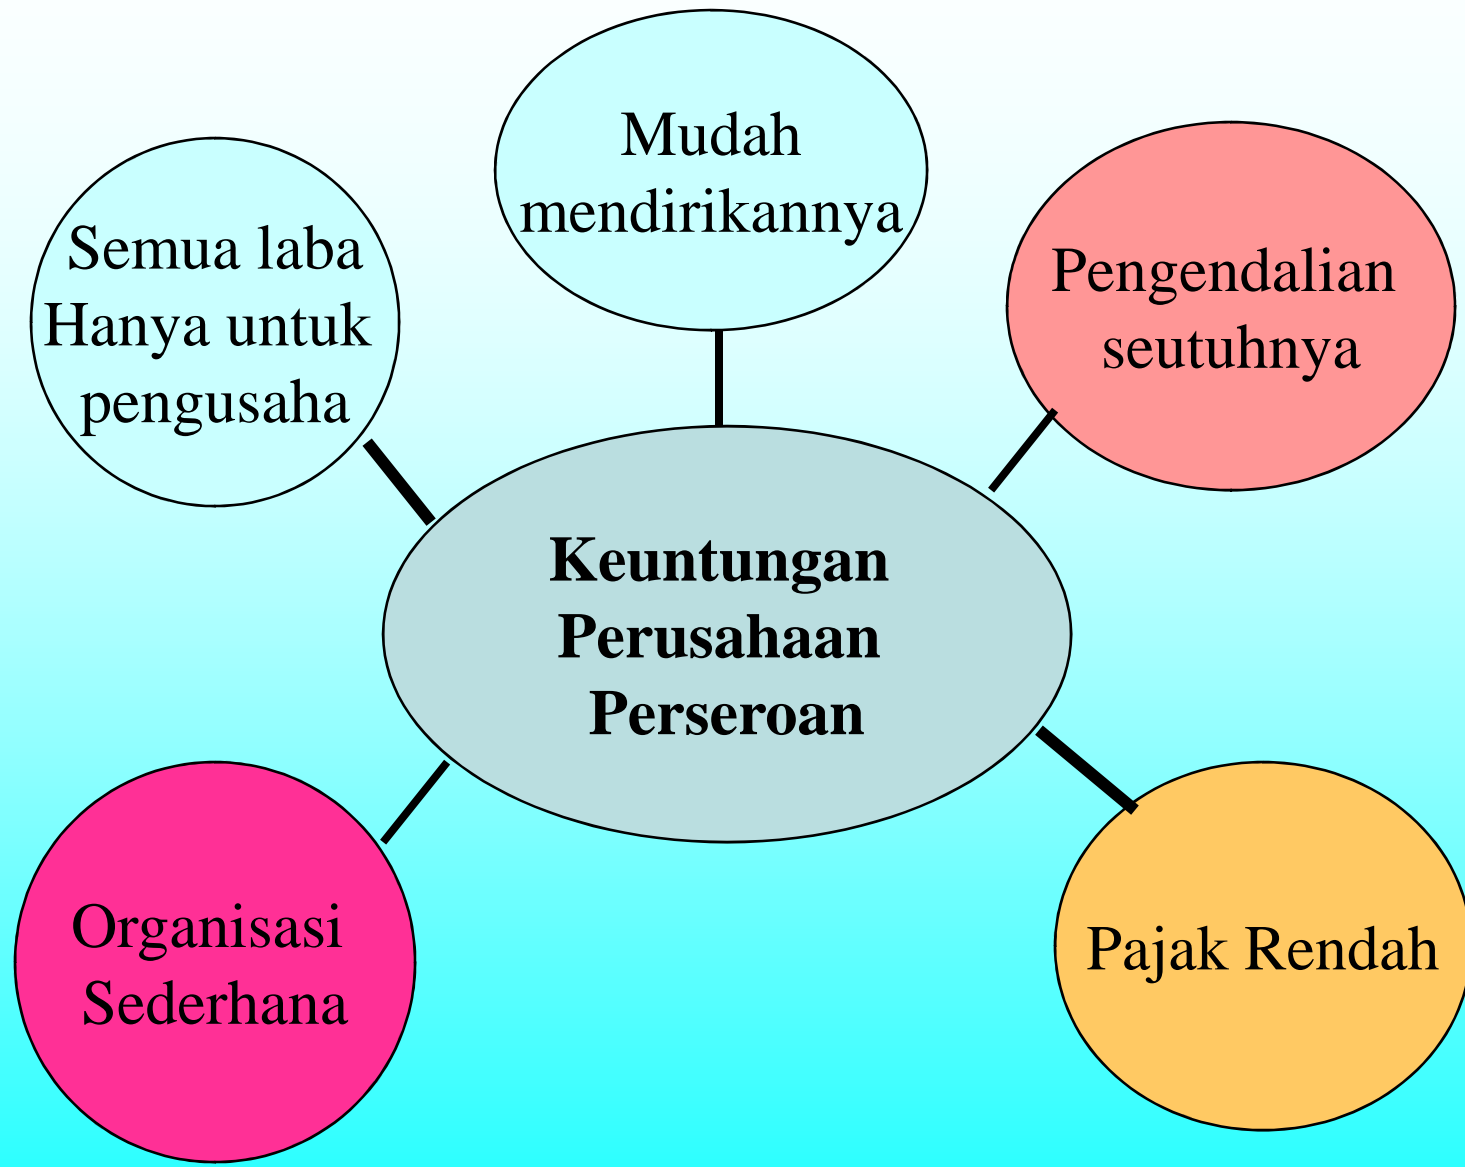 Mudah
mendirikannya
Semua laba
Hanya untuk
pengusaha
Pengendalian
seutuhnya
Keuntungan
Perusahaan
Perseroan
Organisasi
Sederhana
Pajak Rendah